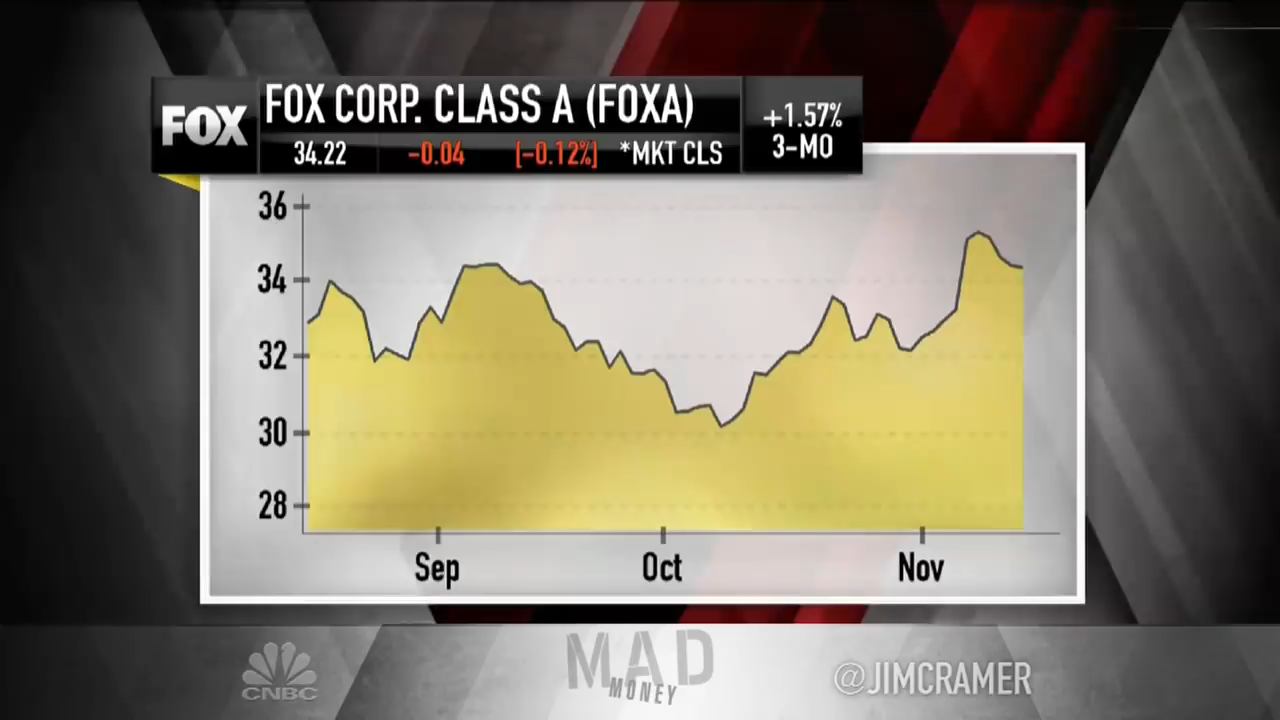 FOX
FOX CORP. CLASS A (FOXA)
34.22 -0.04 [-0.12%] *MKT CLS
+1.57%
3-MO
36
34
32
30
28
Sep Oct Nov
CNBC
MAD
MONEY
@JIMCRAMER